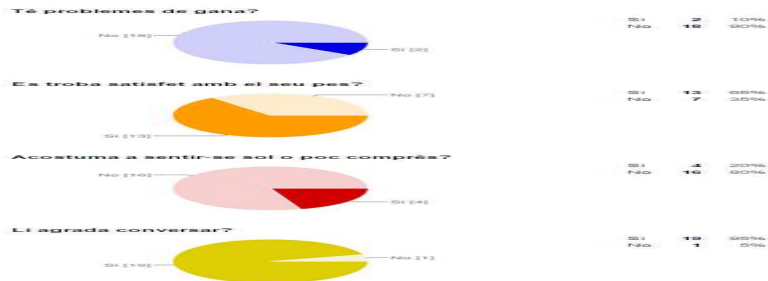 Té problemes de gana?
Sí 2 10%
No 18 90%
No [18]
Sí [2]
Es troba satisfet amb el seu pes?
Sí 13 65%
No 7 35%
No [7]
Sí [13]
Acostuma a sentir-se sol o poc comprès?
Sí 4 20%
No 16 80%
No [16]
Sí [4]
Li agrada conversar?
Sí 19 95%
No 1 5%
No [1]
Sí [19]